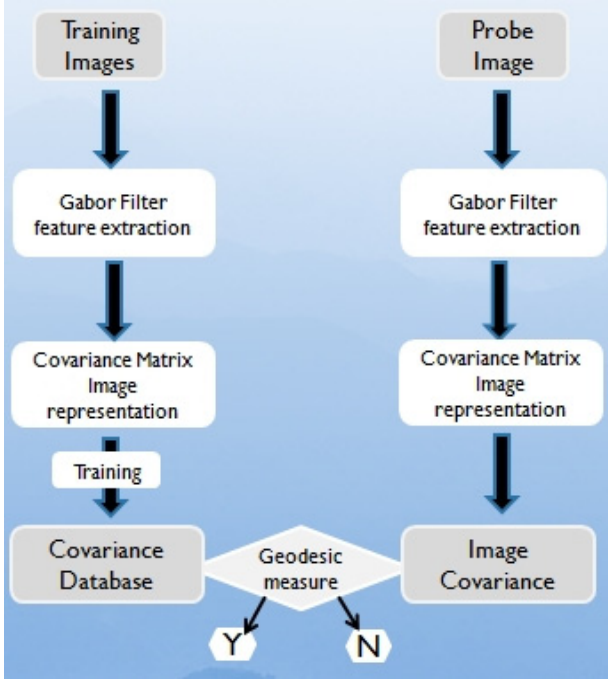 Training
Images
Gabor Filter
feature extraction
Covariance Matrix
Image
representation
Training
Covariance
Database
Probe
Image
Gabor Filter
feature extraction
Covariance Matrix
Image
representation
Image
Covariance
Geodesic
measure
Y
N